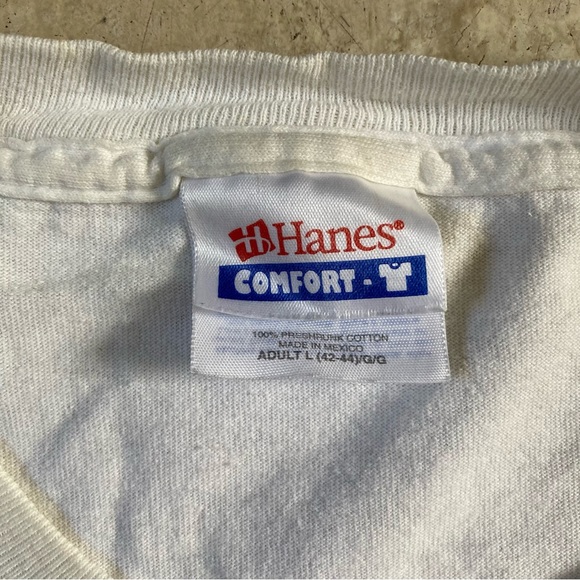 Hanes®
COMFORT-
100% PRESHRUNK COTTON
MADE IN MEXICO
ADULT L (42-44)/G/G